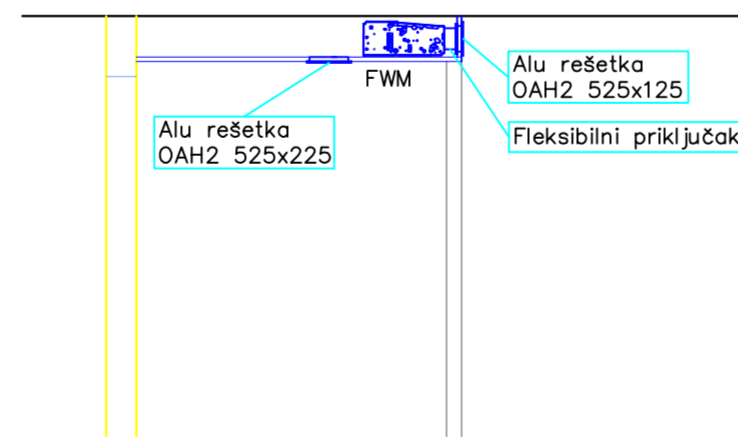 FWM
Alu rešetka
OAH2 525x125
Alu rešetka
OAH2 525x225
Fleksibilni priključak